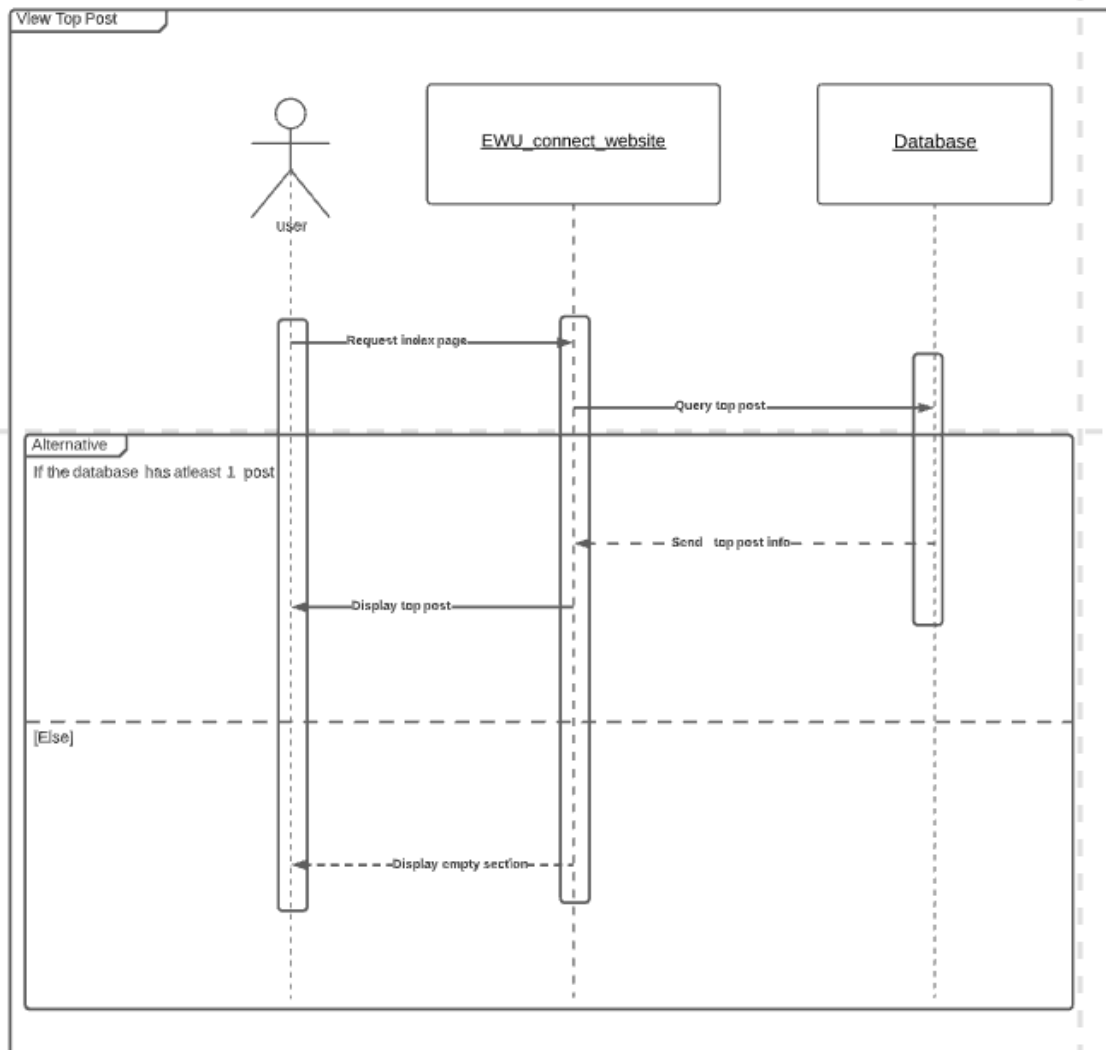 View Top Post
EWU_connect_website
Database
user
Request index page
Query top post
Alternative
If the database has atleast 1 post
Send top post info
Display top post
[Else]
Display empty section